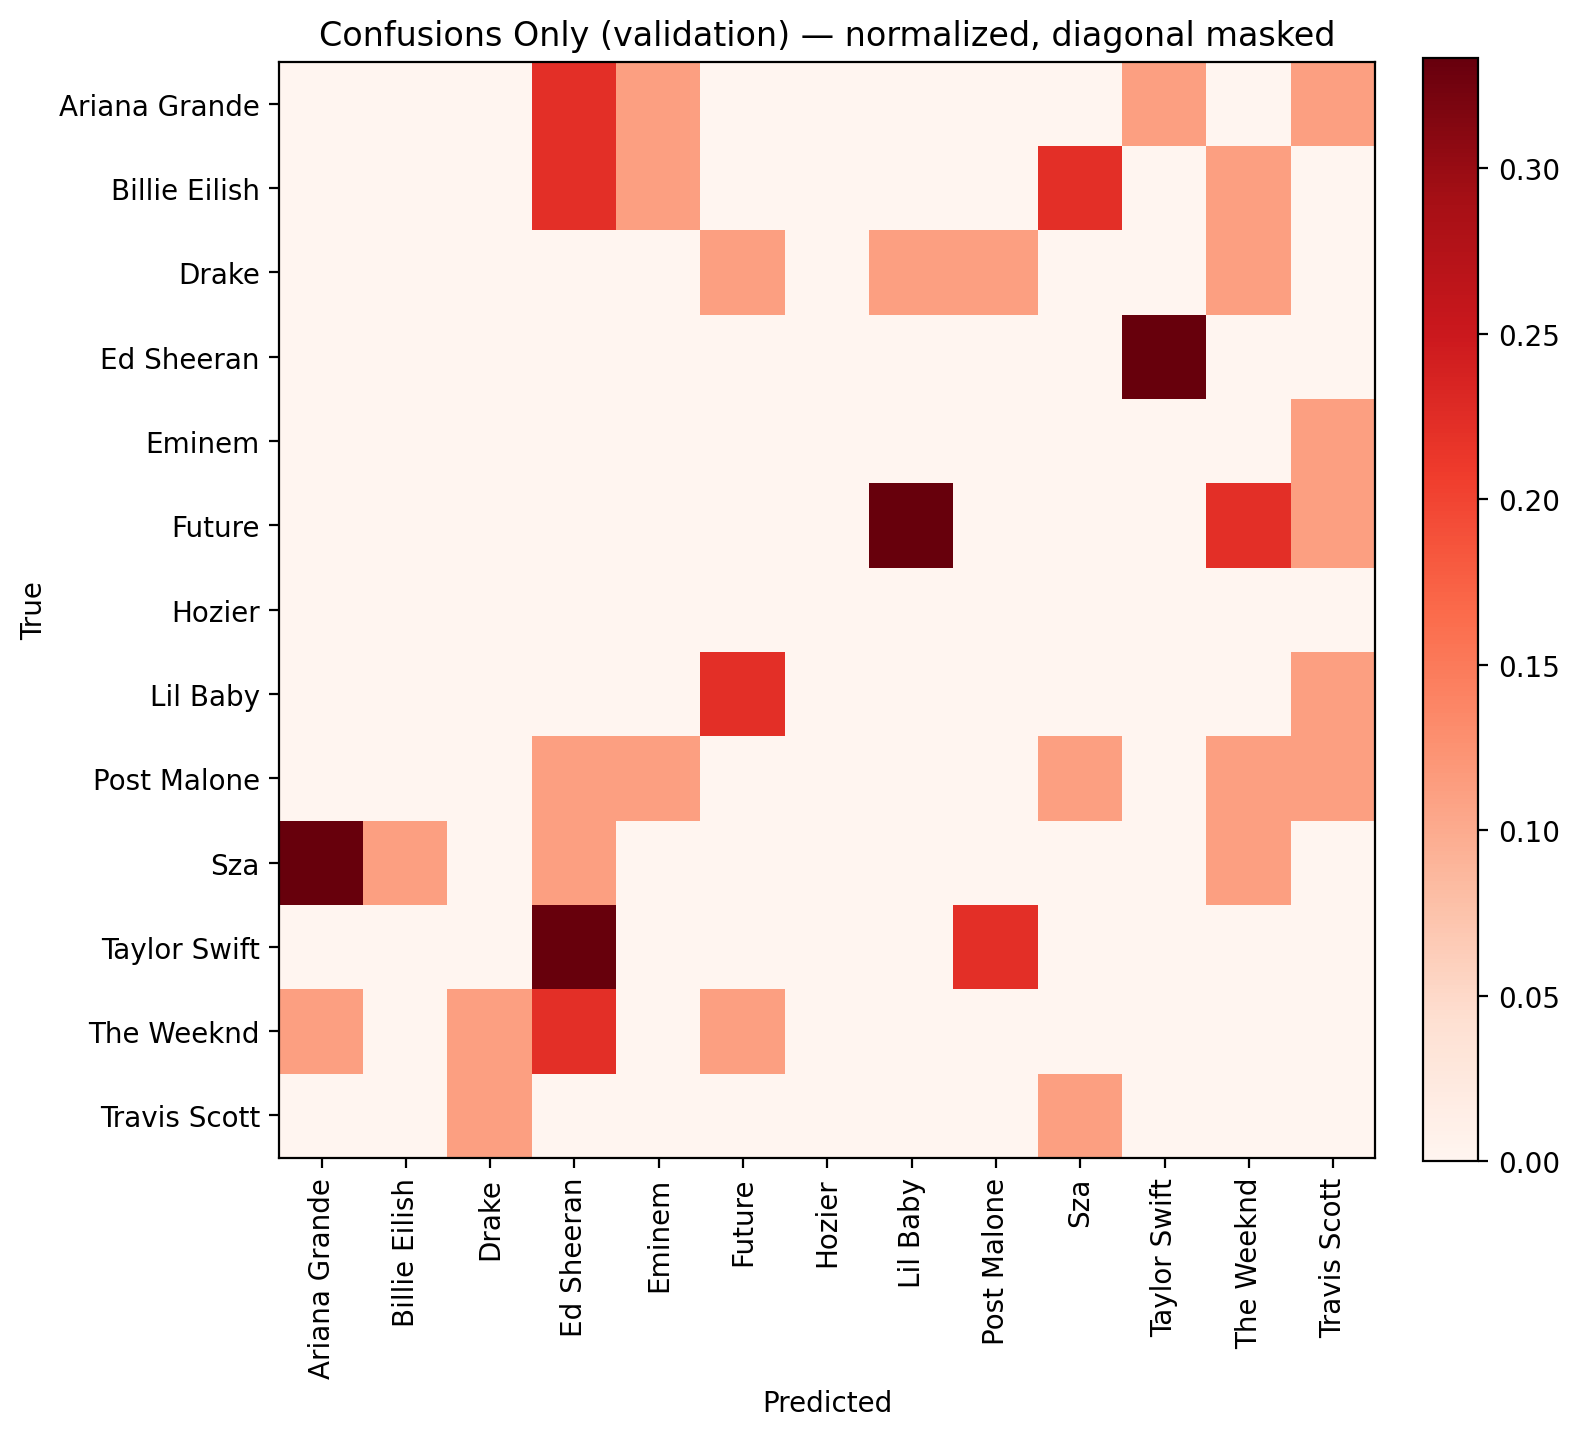 Confusions Only (validation) — normalized, diagonal masked
True
Ariana Grande
Billie Eilish
Drake
Ed Sheeran
Eminem
Future
Hozier
Lil Baby
Post Malone
Sza
Taylor Swift
The Weeknd
Travis Scott
Ariana Grande
Billie Eilish
Drake
Ed Sheeran
Eminem
Future
Hozier
Lil Baby
Post Malone
Sza
Taylor Swift
The Weeknd
Travis Scott
Predicted
0.30
0.25
0.20
0.15
0.10
0.05
0.00